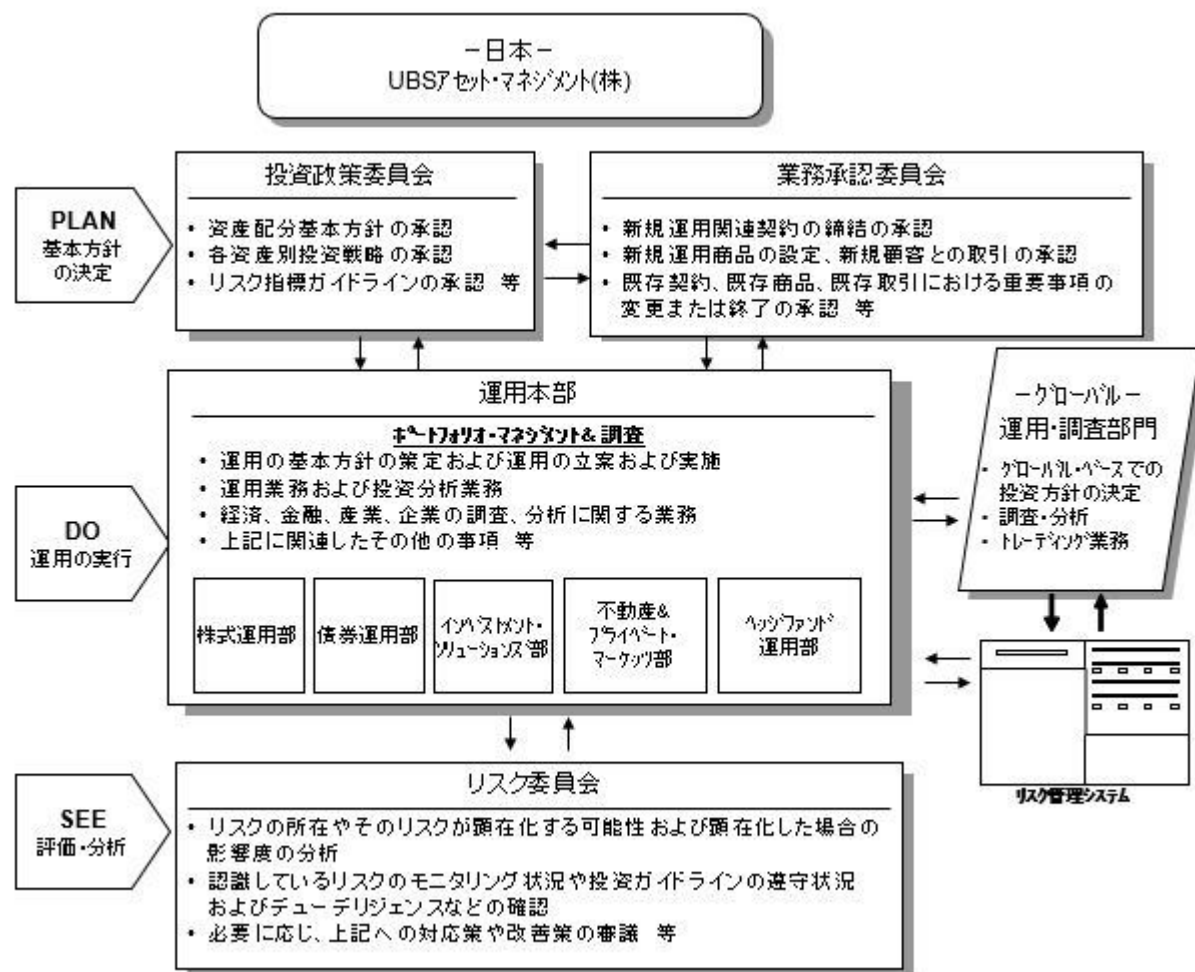 －日本－
UBSアセット・マネジメント(株)
PLAN
基本方針
の決定
投資政策委員会
・ 資産配分基本方針の承認
・ 各資産別投資戦略の承認
・ リスク指標ガイドラインの承認 等
業務承認委員会
・ 新規運用関連契約の締結の承認
・ 新規運用商品の設定、新規顧客との取引の承認
・ 既存契約、既存商品、既存取引における重要事項の
変更または終了の承認 等
DO
運用の実行
運用本部
ポートフォリオ・マネジメント＆調査
・ 運用の基本方針の策定および運用の立案および実施
・ 運用業務および投資分析業務
・ 経済、金融、産業、企業の調査、分析に関する業務
・ 上記に関連したその他の事項 等
株式運用部
債券運用部
インベストメント・
ソリューションズ部
不動産&
プライベート・
マーケッツ部
ヘッジファンド
運用部
－グローバル－
運用・調査部門
・ グローバル・ベースでの
投資方針の決定
・ 調査・分析
・ トレーディング業務
リスク管理システム
SEE
評価・分析
リスク委員会
・ リスクの所在やそのリスクが顕在化する可能性および顕在化した場合の
影響度の分析
・ 認識しているリスクのモニタリング状況や投資ガイドラインの遵守状況
およびデューデリジェンスなどの確認
・ 必要に応じ、上記への対応策や改善策の審議 等